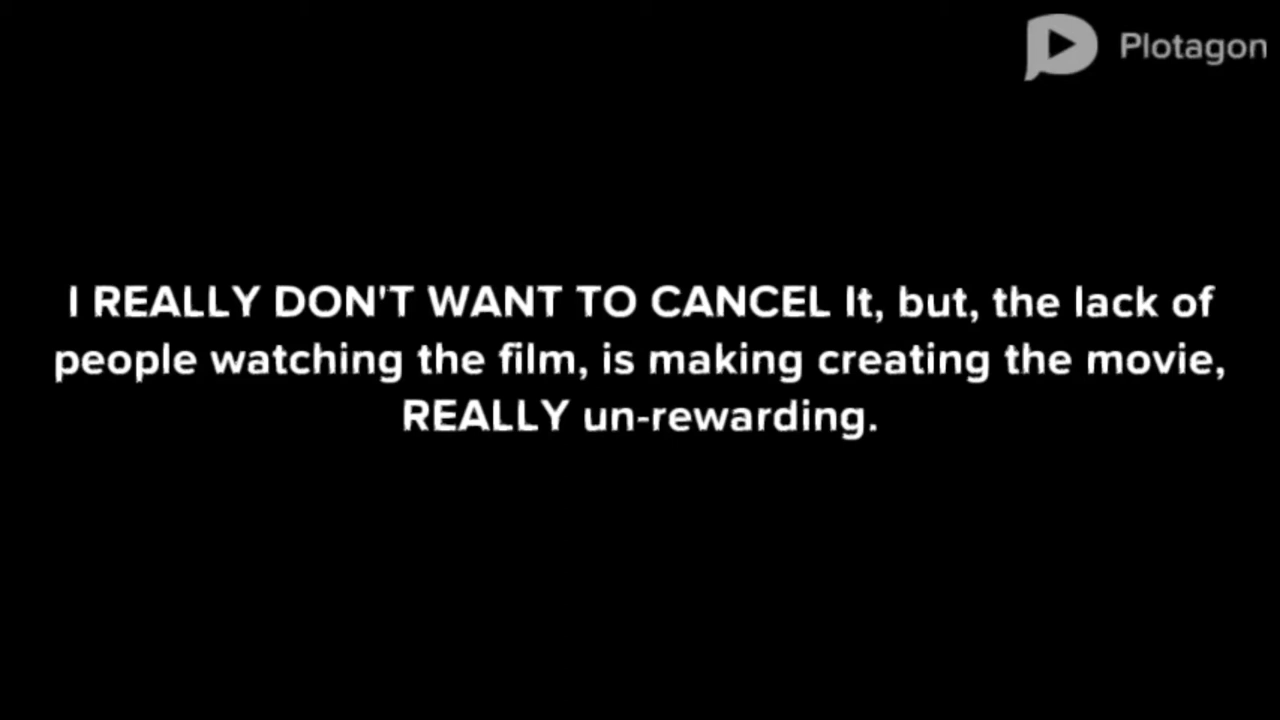 Plotagon
I REALLY DON'T WANT TO CANCEL It, but, the lack of
people watching the film, is making creating the movie,
REALLY un-rewarding.